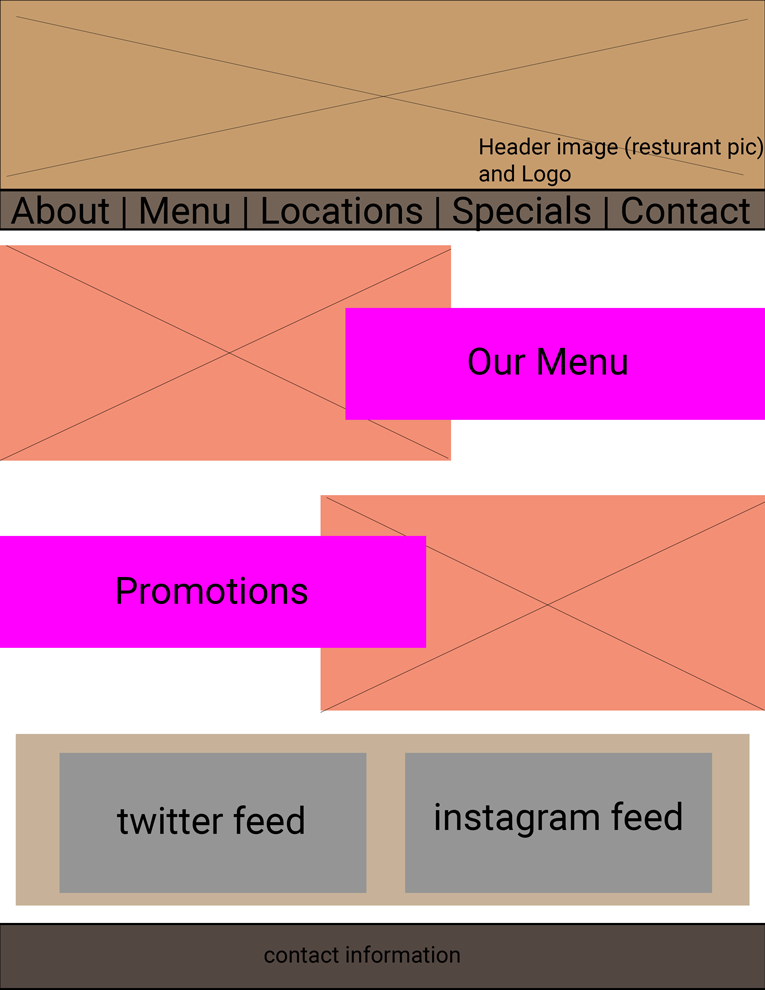 Header image (resturant pic)
and Logo
About | Menu | Locations | Specials | Contact
Our Menu
Promotions
twitter feed
instagram feed
contact information